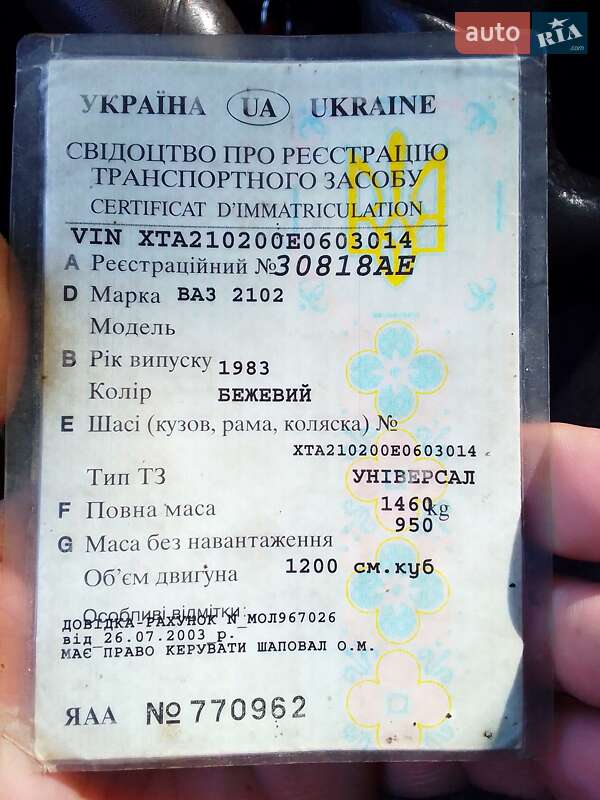 auto RIA .com
УКРАЇНА UA UKRAINE
СВІДОЦТВО ПРО РЕЄСТРАЦІЮ
ТРАНСПОРТНОГО ЗАСОБУ
CERTIFICAT D'IMMATRICULATION
VIN XTA210200E0603014
A Реєстраційний №30818АЕ
D Марка ВАЗ 2102
Модель
B Рік випуску 1983
Колір БЕЖЕВИЙ
E Шасі (кузов, рама, коляска) №
XTA210200E0603014
Тип ТЗ УНІВЕРСАЛ
F Повна маса 1460 kg
G Маса без навантаження 950
Об'єм двигуна 1200 см.куб
Особливі відмітки:
ДОВІДКА-РАХУНОК N МОЛ967026
від 26.07.2003 р.
МАЄ ПРАВО КЕРУВАТИ ШАПОВАЛ О.М.
ЯАА №770962